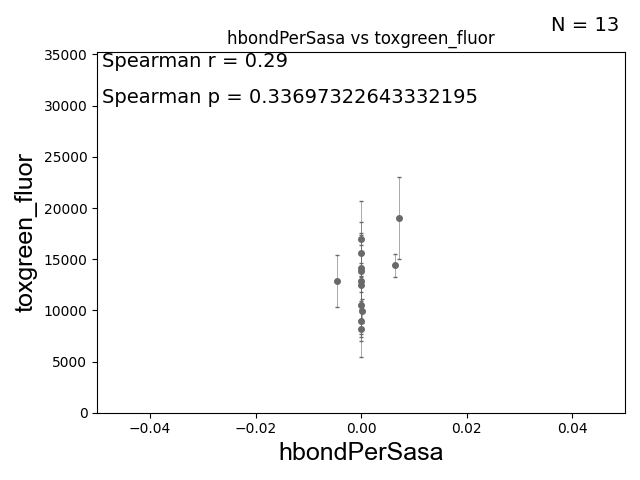 N = 13
hbondPerSasa vs toxgreen_fluor
Spearman r = 0.29
Spearman p = 0.33697322643332195
toxgreen_fluor
35000
30000
25000
20000
15000
10000
5000
0
−0.04 −0.02 0.00 0.02 0.04
hbondPerSasa